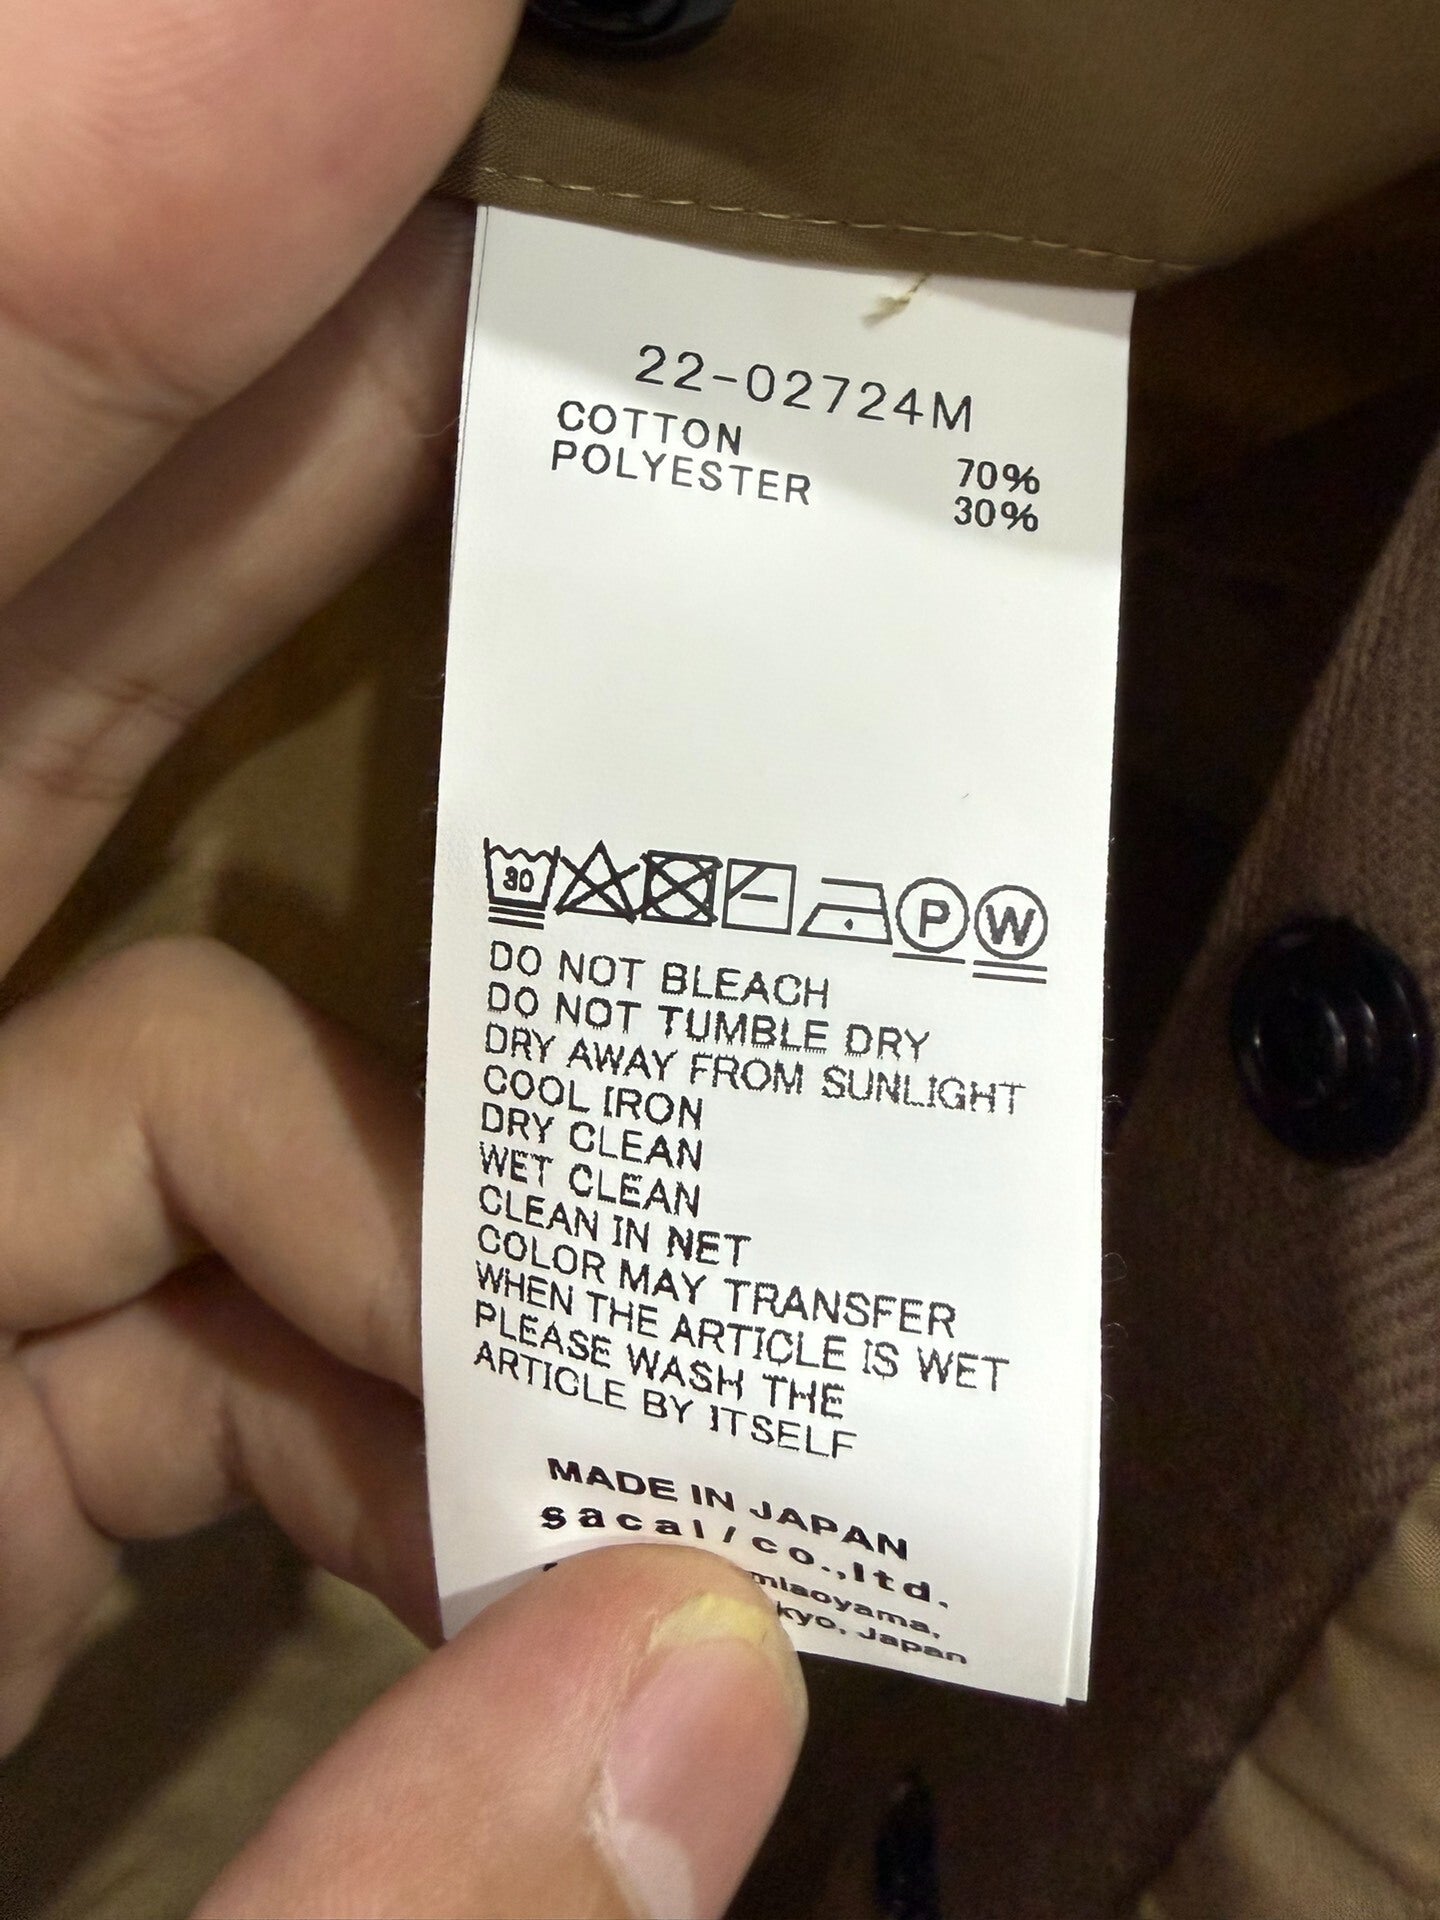 22-02724M
COTTON 70%
POLYESTER 30%
30 P W
DO NOT BLEACH
DO NOT TUMBLE DRY
DRY AWAY FROM SUNLIGHT
COOL IRON
DRY CLEAN
WET CLEAN
CLEAN IN NET
COLOR MAY TRANSFER
WHEN THE ARTICLE IS WET
PLEASE WASH THE
ARTICLE BY ITSELF
MADE IN JAPAN
sacai/co.,ltd.
Japan